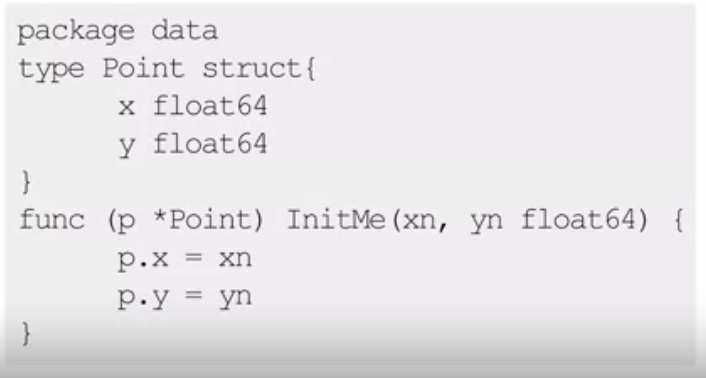 package data
type Point struct{
x float64
y float64
}
func (p *Point) InitMe(xn, yn float64) {
p.x = xn
p.y = yn
}